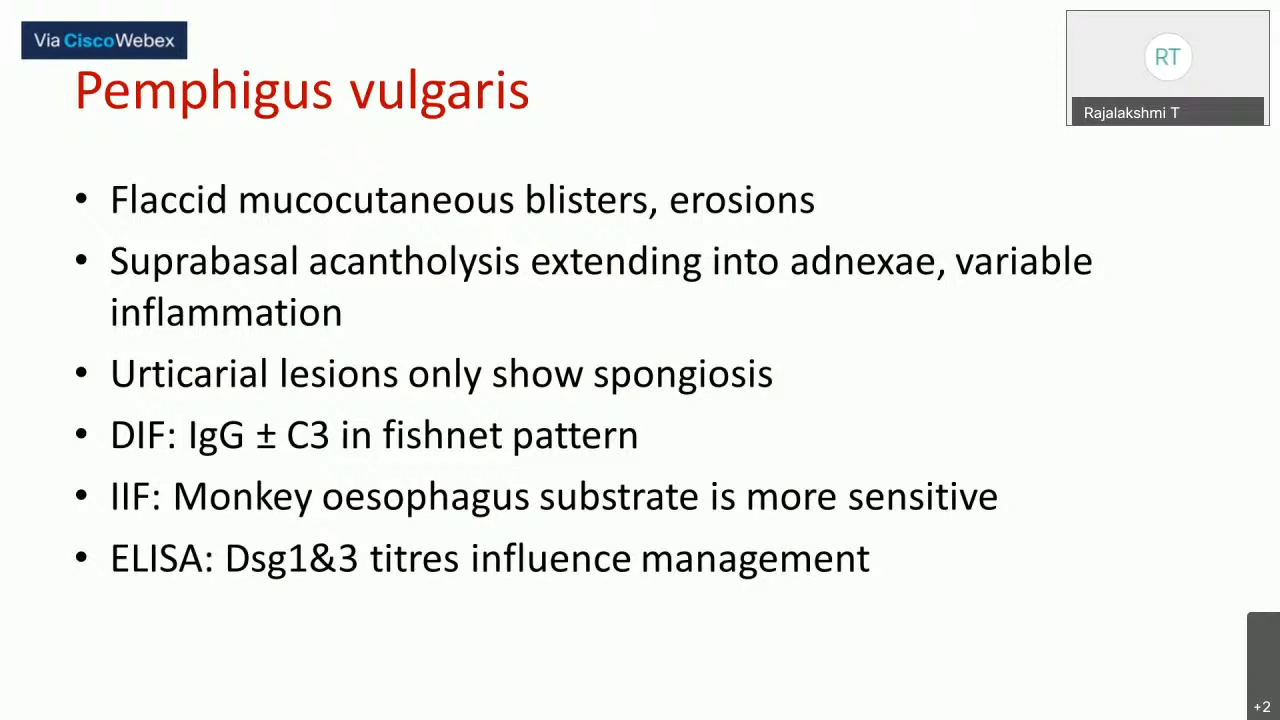 Via CiscoWebex
RT
Rajalakshmi T
Pemphigus vulgaris
• Flaccid mucocutaneous blisters, erosions
• Suprabasal acantholysis extending into adnexae, variable
inflammation
• Urticarial lesions only show spongiosis
• DIF: IgG ± C3 in fishnet pattern
• IIF: Monkey oesophagus substrate is more sensitive
• ELISA: Dsg1&3 titres influence management
+2